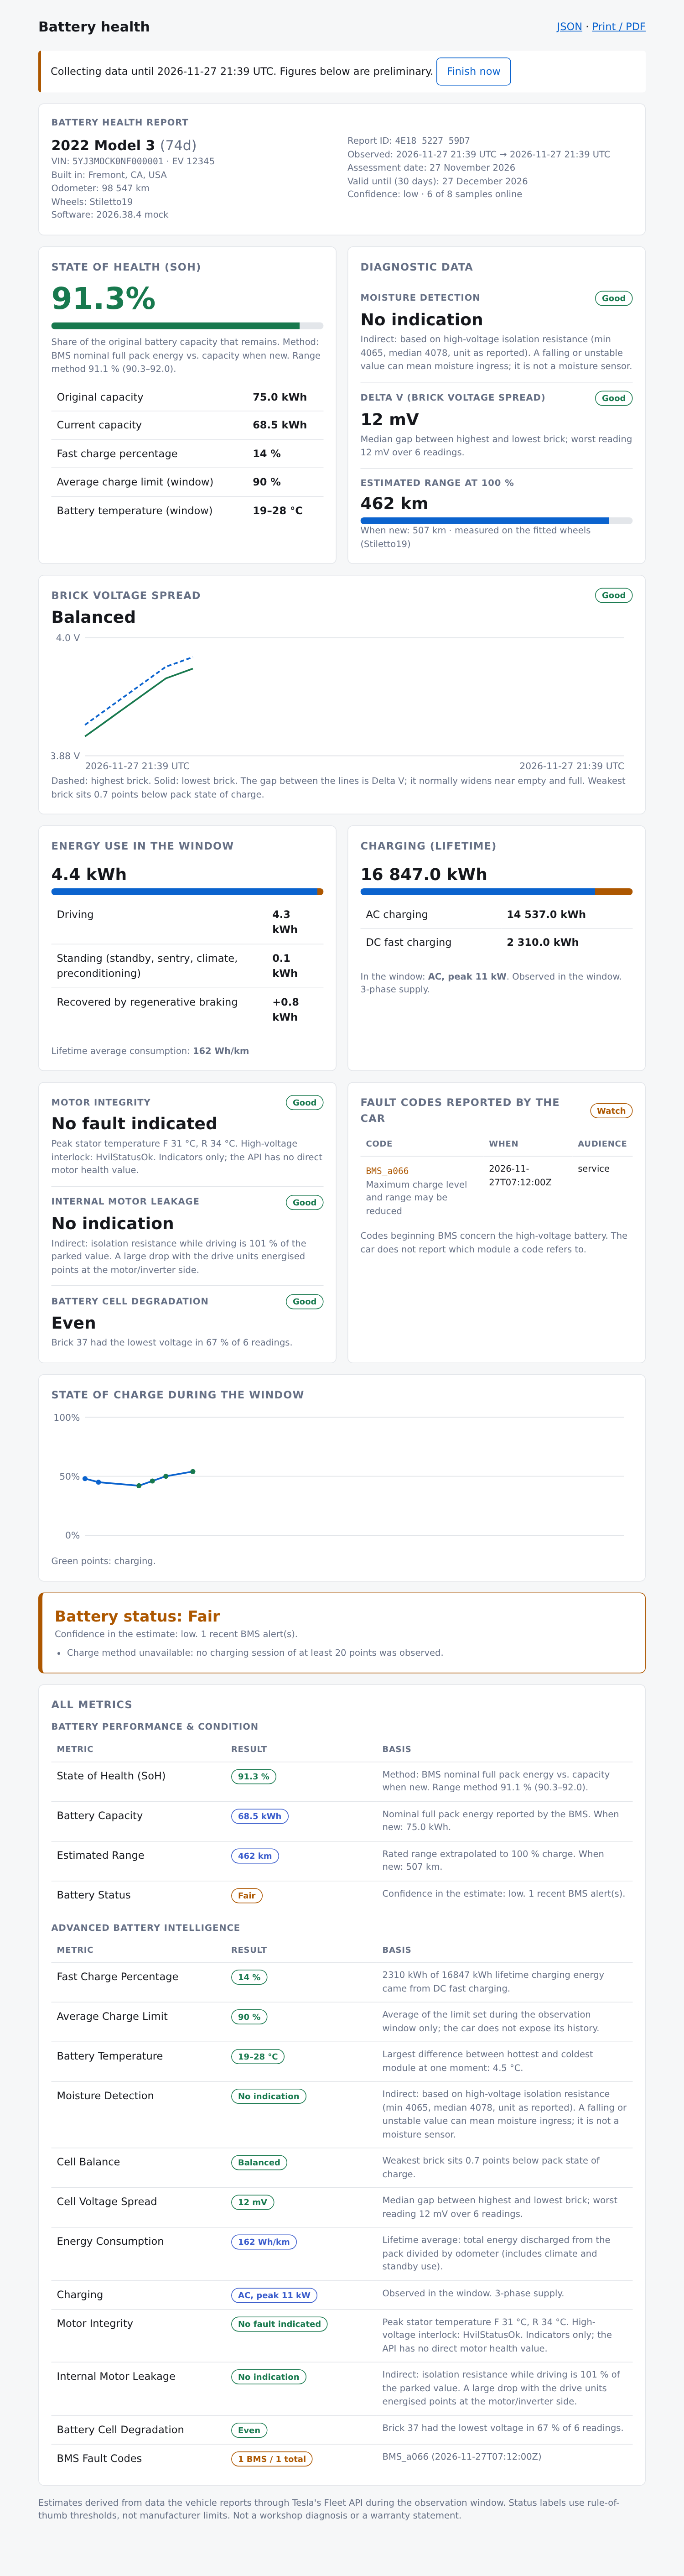 Battery health
JSON · Print / PDF
Collecting data until 2026-11-27 21:39 UTC. Figures below are preliminary. Finish now
BATTERY HEALTH REPORT
2022 Model 3 (74d)
VIN: 5YJ3MOCK0NF000001 · EV 12345
Built in: Fremont, CA, USA
Odometer: 98 547 km
Wheels: Stiletto19
Software: 2026.38.4 mock
Report ID: 4E18 5227 59D7
Observed: 2026-11-27 21:39 UTC → 2026-11-27 21:39 UTC
Assessment date: 27 November 2026
Valid until (30 days): 27 December 2026
Confidence: low · 6 of 8 samples online
STATE OF HEALTH (SOH)
91.3%
Share of the original battery capacity that remains. Method:
BMS nominal full pack energy vs. capacity when new. Range
method 91.1 % (90.3–92.0).
Original capacity 75.0 kWh
Current capacity 68.5 kWh
Fast charge percentage 14 %
Average charge limit (window) 90 %
Battery temperature (window) 19–28 °C
DIAGNOSTIC DATA
MOISTURE DETECTION Good
No indication
Indirect: based on high-voltage isolation resistance (min
4065, median 4078, unit as reported). A falling or unstable
value can mean moisture ingress; it is not a moisture sensor.
DELTA V (BRICK VOLTAGE SPREAD) Good
12 mV
Median gap between highest and lowest brick; worst reading
12 mV over 6 readings.
ESTIMATED RANGE AT 100 %
462 km
When new: 507 km · measured on the fitted wheels
(Stiletto19)
BRICK VOLTAGE SPREAD Good
Balanced
4.0 V
3.88 V
2026-11-27 21:39 UTC 2026-11-27 21:39 UTC
Dashed: highest brick. Solid: lowest brick. The gap between the lines is Delta V; it normally widens near empty and full. Weakest
brick sits 0.7 points below pack state of charge.
ENERGY USE IN THE WINDOW
4.4 kWh
Driving 4.3
kWh
Standing (standby, sentry, climate, 0.1
preconditioning) kWh
Recovered by regenerative braking +0.8
kWh
Lifetime average consumption: 162 Wh/km
CHARGING (LIFETIME)
16 847.0 kWh
AC charging 14 537.0 kWh
DC fast charging 2 310.0 kWh
In the window: AC, peak 11 kW. Observed in the window.
3-phase supply.
MOTOR INTEGRITY Good
No fault indicated
Peak stator temperature F 31 °C, R 34 °C. High-voltage
interlock: HvilStatusOk. Indicators only; the API has no direct
motor health value.
INTERNAL MOTOR LEAKAGE Good
No indication
Indirect: isolation resistance while driving is 101 % of the
parked value. A large drop with the drive units energised
points at the motor/inverter side.
BATTERY CELL DEGRADATION Good
Even
Brick 37 had the lowest voltage in 67 % of 6 readings.
FAULT CODES REPORTED BY THE
CAR Watch
CODE WHEN AUDIENCE
BMS_a066 2026-11- service
Maximum charge level 27T07:12:00Z
and range may be
reduced
Codes beginning BMS concern the high-voltage battery. The
car does not report which module a code refers to.
STATE OF CHARGE DURING THE WINDOW
100%
50%
0%
Green points: charging.
Battery status: Fair
Confidence in the estimate: low. 1 recent BMS alert(s).
• Charge method unavailable: no charging session of at least 20 points was observed.
ALL METRICS
BATTERY PERFORMANCE & CONDITION
METRIC RESULT BASIS
State of Health (SoH) 91.3 % Method: BMS nominal full pack energy vs. capacity
when new. Range method 91.1 % (90.3–92.0).
Battery Capacity 68.5 kWh Nominal full pack energy reported by the BMS. When
new: 75.0 kWh.
Estimated Range 462 km Rated range extrapolated to 100 % charge. When
new: 507 km.
Battery Status Fair Confidence in the estimate: low. 1 recent BMS alert(s).
ADVANCED BATTERY INTELLIGENCE
METRIC RESULT BASIS
Fast Charge Percentage 14 % 2310 kWh of 16847 kWh lifetime charging energy
came from DC fast charging.
Average Charge Limit 90 % Average of the limit set during the observation
window only; the car does not expose its history.
Battery Temperature 19–28 °C Largest difference between hottest and coldest
module at one moment: 4.5 °C.
Moisture Detection No indication Indirect: based on high-voltage isolation resistance
(min 4065, median 4078, unit as reported). A falling or
unstable value can mean moisture ingress; it is not a
moisture sensor.
Cell Balance Balanced Weakest brick sits 0.7 points below pack state of
charge.
Cell Voltage Spread 12 mV Median gap between highest and lowest brick; worst
reading 12 mV over 6 readings.
Energy Consumption 162 Wh/km Lifetime average: total energy discharged from the
pack divided by odometer (includes climate and
standby use).
Charging AC, peak 11 kW Observed in the window. 3-phase supply.
Motor Integrity No fault indicated Peak stator temperature F 31 °C, R 34 °C. High-
voltage interlock: HvilStatusOk. Indicators only; the
API has no direct motor health value.
Internal Motor Leakage No indication Indirect: isolation resistance while driving is 101 % of
the parked value. A large drop with the drive units
energised points at the motor/inverter side.
Battery Cell Degradation Even Brick 37 had the lowest voltage in 67 % of 6 readings.
BMS Fault Codes 1 BMS / 1 total BMS_a066 (2026-11-27T07:12:00Z)
Estimates derived from data the vehicle reports through Tesla's Fleet API during the observation window. Status labels use rule-of-
thumb thresholds, not manufacturer limits. Not a workshop diagnosis or a warranty statement.